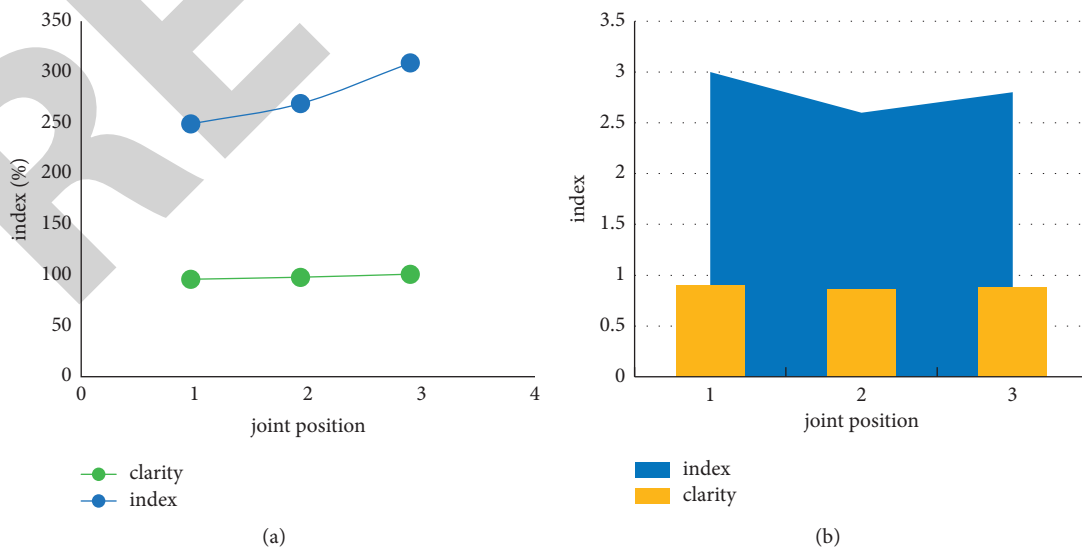 350
300
250
200
150
100
50
0
index (%)
0 1 2 3 4
joint position
clarity
index
(a)
3.5
3
2.5
2
1.5
1
0.5
0
index
1 2 3
joint position
index
clarity
(b)
RE